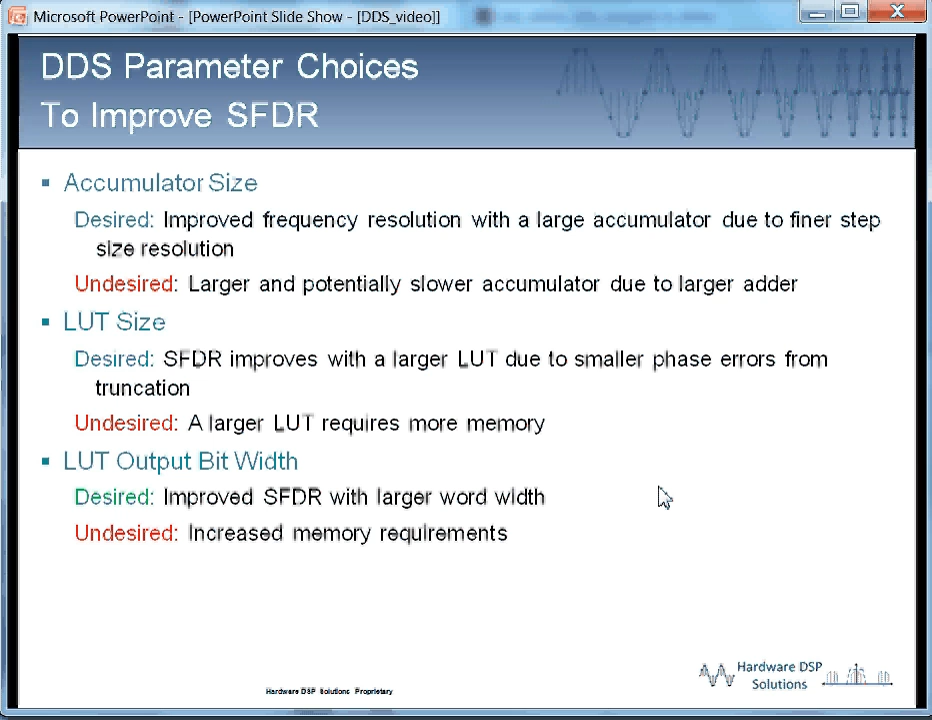 Microsoft PowerPoint - [PowerPoint Slide Show - [DDS_video]]
DDS Parameter Choices
To Improve SFDR
▪ Accumulator Size
Desired: Improved frequency resolution with a large accumulator due to finer step
size resolution
Undesired: Larger and potentially slower accumulator due to larger adder
▪ LUT Size
Desired: SFDR improves with a larger LUT due to smaller phase errors from
truncation
Undesired: A larger LUT requires more memory
▪ LUT Output Bit Width
Desired: Improved SFDR with larger word width
Undesired: Increased memory requirements
Hardware DSP
Solutions
Hardware DSP Solutions Proprietary